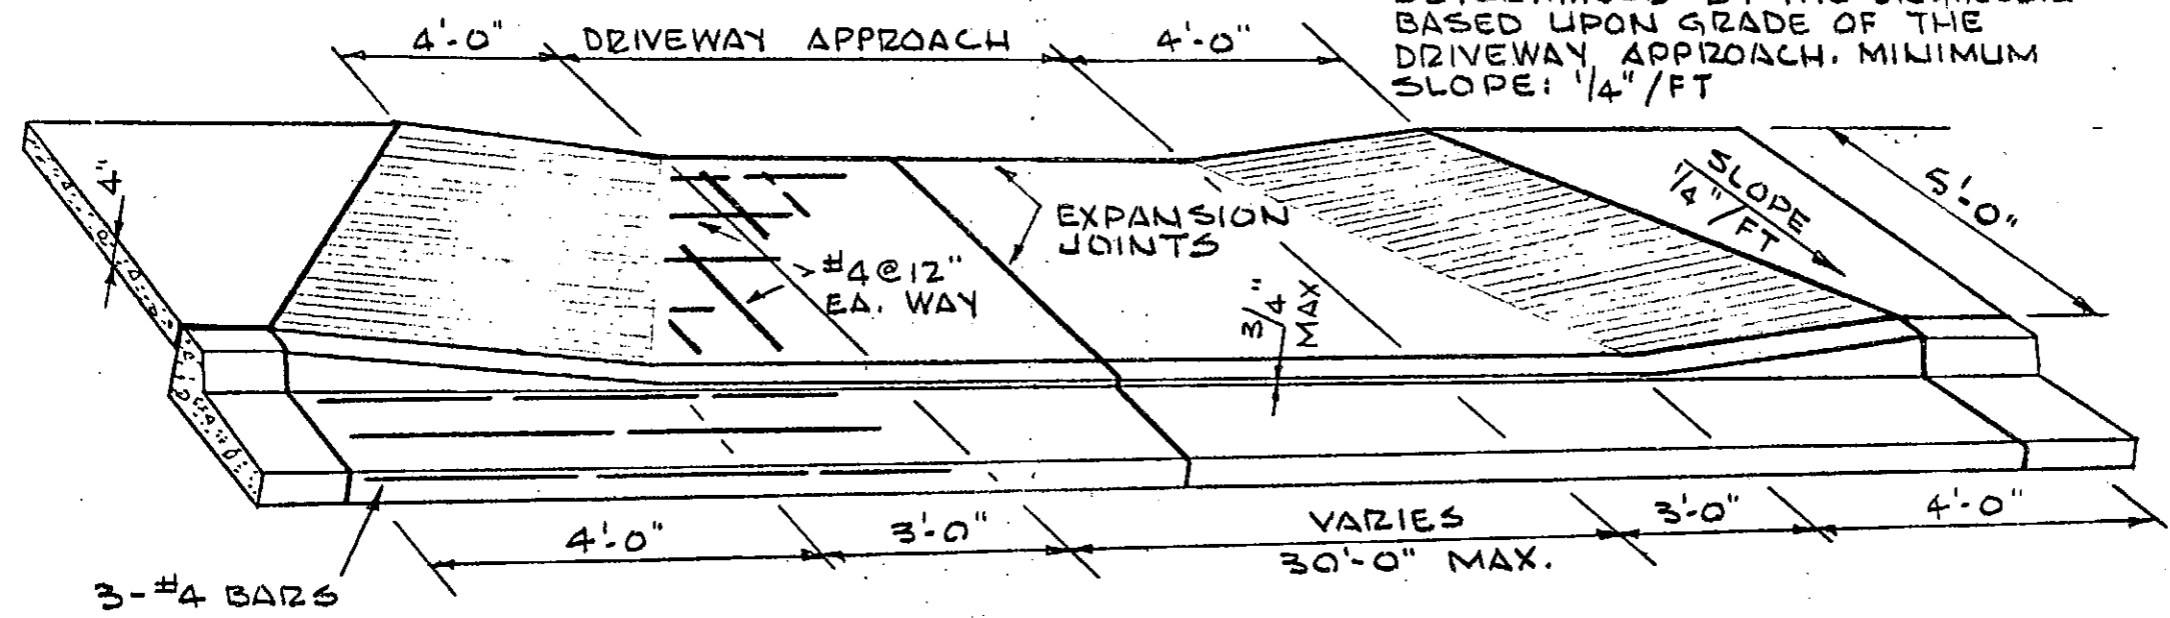 BASED UPON GRADE OF THE
DRIVEWAY APPROACH. MINIMUM
SLOPE: 1/4"/FT
4'-0"
DRIVEWAY APPROACH
4'-0"
4"
SLOPE
1/4"/FT
5'-0"
EXPANSION
JOINTS
#4@12"
EA. WAY
3/4"
MAX
4'-0"
3'-0"
VARIES
30'-0" MAX.
3'-0"
4'-0"
3-#4 BARS